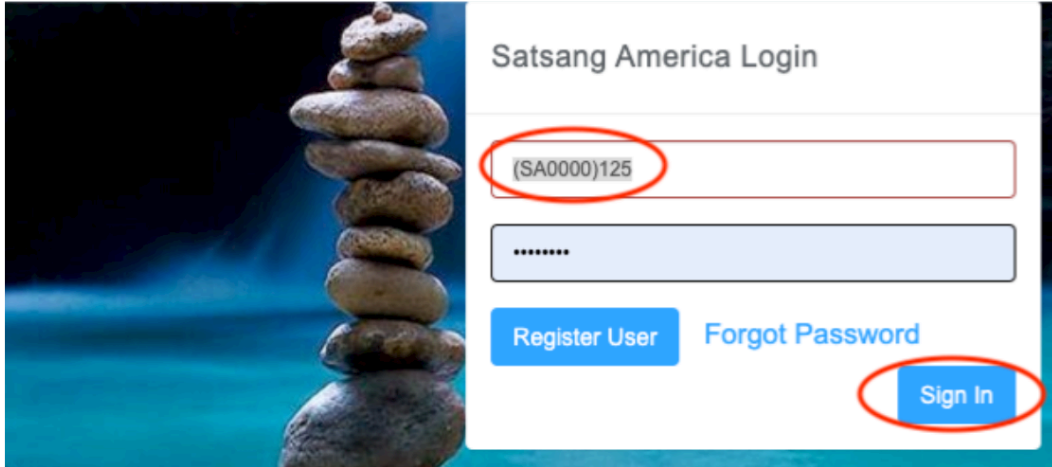 Satsang America Login
(SA0000)125
••••••••
Register User Forgot Password
Sign In